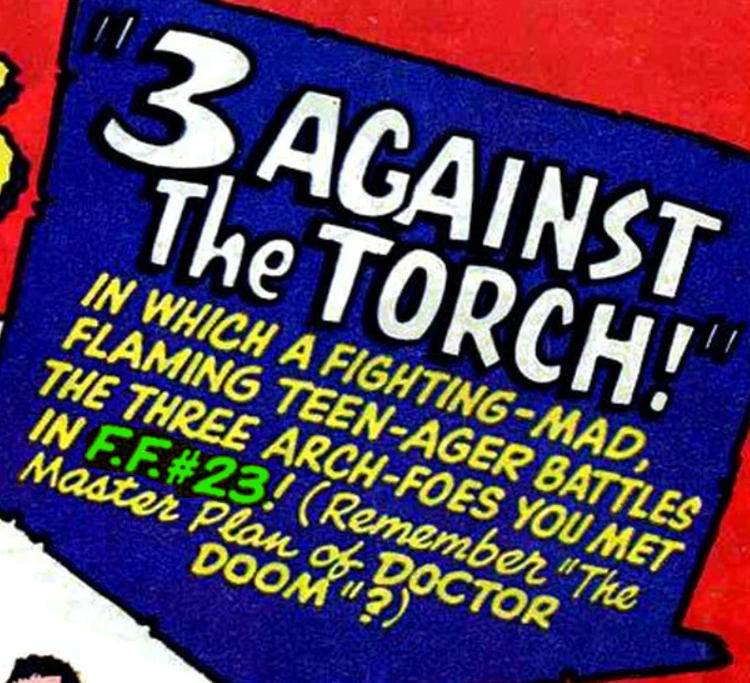 "3 AGAINST
The TORCH!"
IN WHICH A FIGHTING-MAD,
FLAMING TEEN-AGER BATTLES
THE THREE ARCH-FOES YOU MET
IN F.F.#23! (Remember "The
Master Plan of DOCTOR
DOOM"?)